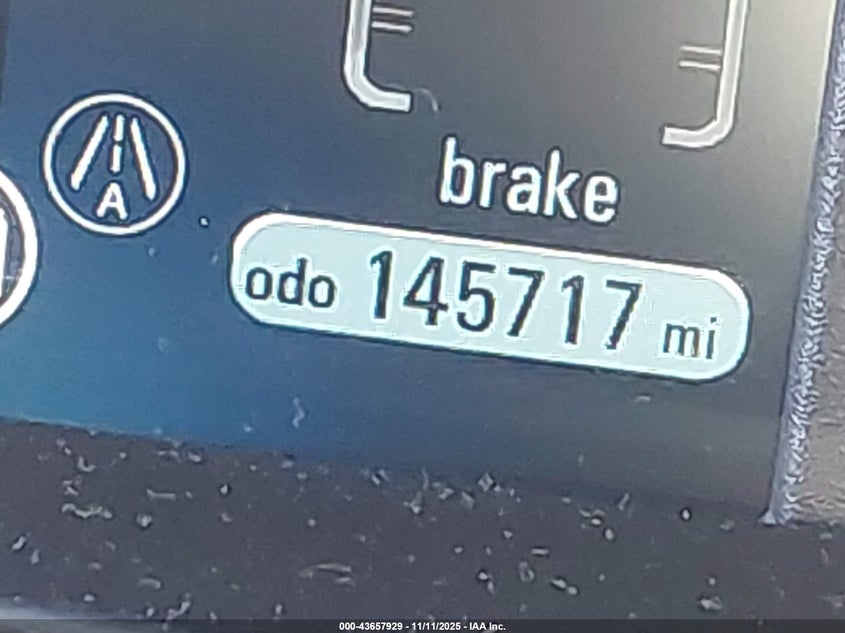 A
brake
odo 145717 mi
000-43657929 - 11/11/2025 - IAA Inc.